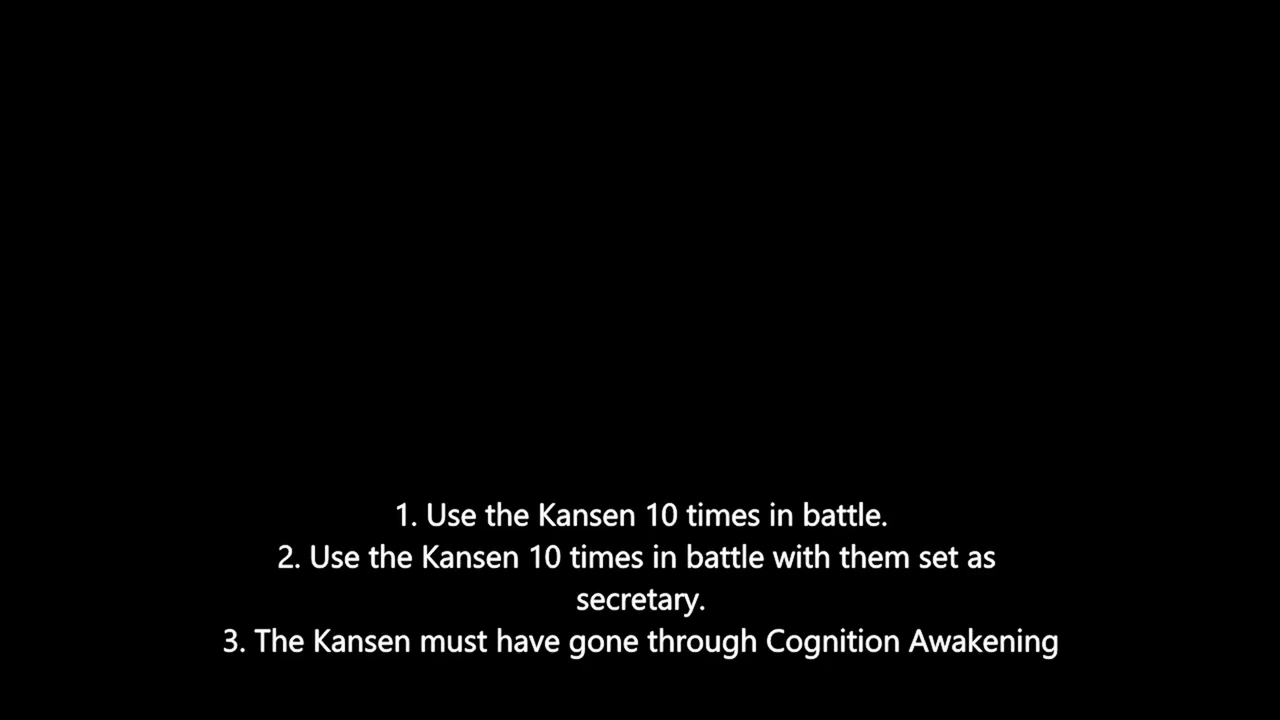 1. Use the Kansen 10 times in battle.
2. Use the Kansen 10 times in battle with them set as
secretary.
3. The Kansen must have gone through Cognition Awakening